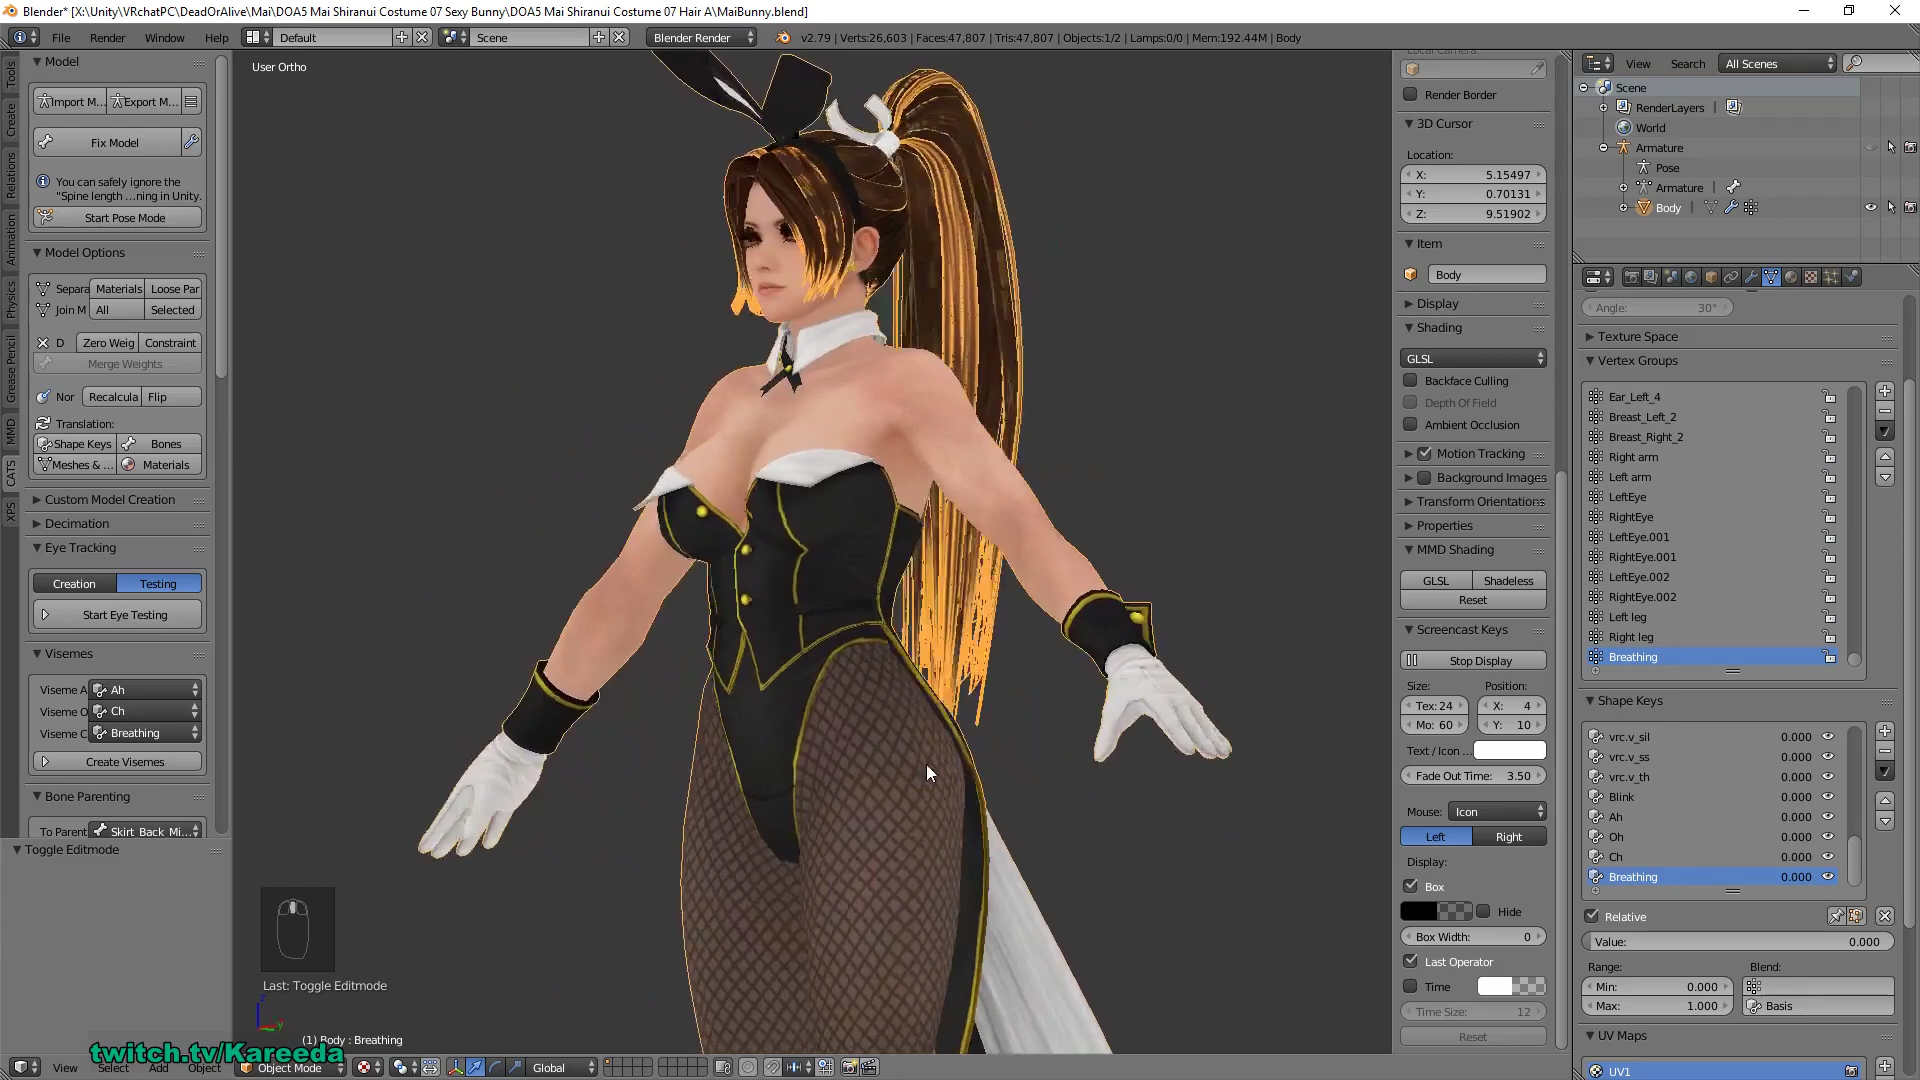 Blender* [X:\Unity\VRchatPC\DeadOrAlive\Mai\DOA5 Mai Shiranui Costume 07 Sexy Bunny\DOA5 Mai Shiranui Costume 07 Hair A\MaiBunny.blend]
File Render Window Help Default Scene Blender Render v2.79 | Verts:26,603 | Faces:47,807 | Tris:47,807 | Objects:1/2 | Lamps:0/0 | Mem:192.44M | Body
Tools
Create
Relations
Animation
Physics
Grease Pencil
MMD
CATS
XPS
Model
Import M... Export M...
Fix Model
You can safely ignore the
"Spine length ...ning in Unity.
Start Pose Mode
Model Options
Separa Materials Loose Par
Join M All Selected
D Zero Weig Constraint
Merge Weights
Nor Recalcula Flip
Translation:
Shape Keys Bones
Meshes & ... Materials
Custom Model Creation
Decimation
Eye Tracking
Creation Testing
Start Eye Testing
Visemes
Viseme A Ah
Viseme O Ch
Viseme C Breathing
Create Visemes
Bone Parenting
To Parent Skirt_Back_Mi...
Toggle Editmode
User Ortho
Last: Toggle Editmode
z
y
(1) Body : Breathing
twitch.tv/Kareeda
View Select Add Object Object Mode Global
Local Camera:
Render Border
3D Cursor
Location:
X: 5.15497
Y: 0.70131
Z: 9.51902
Item
Body
Display
Shading
GLSL
Backface Culling
Depth Of Field
Ambient Occlusion
Motion Tracking
Background Images
Transform Orientations
Properties
MMD Shading
GLSL Shadeless
Reset
Screencast Keys
Stop Display
Size: Position:
Tex: 24 X: 4
Mo: 60 Y: 10
Text / Icon ...
Fade Out Time: 3.50
Mouse: Icon
Left Right
Display:
Box
Hide
Box Width: 0
Last Operator
Time
Time Size: 12
Reset
View Search All Scenes
Scene
RenderLayers |
World
Armature
Pose
Armature |
Body |
Angle: 30°
Texture Space
Vertex Groups
Ear_Left_4
Breast_Left_2
Breast_Right_2
Right arm
Left arm
LeftEye
RightEye
LeftEye.001
RightEye.001
LeftEye.002
RightEye.002
Left leg
Right leg
Breathing
Shape Keys
vrc.v_sil 0.000
vrc.v_ss 0.000
vrc.v_th 0.000
Blink 0.000
Ah 0.000
Oh 0.000
Ch 0.000
Breathing 0.000
Relative
Value: 0.000
Range: Blend:
Min: 0.000
Max: 1.000 Basis
UV Maps
UV1